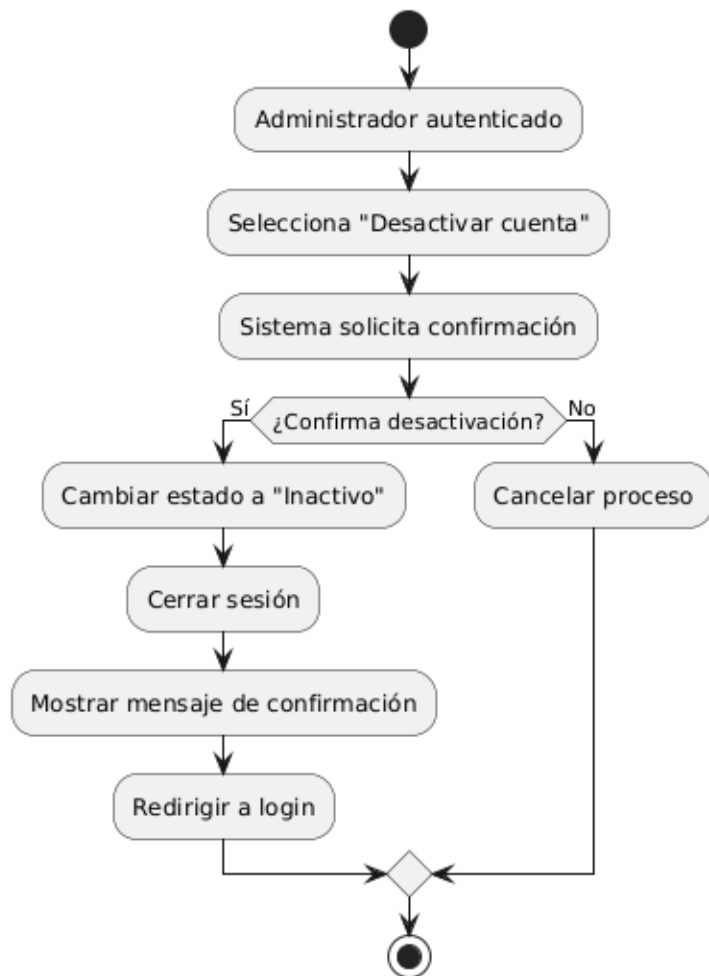 Administrador autenticado
Selecciona "Desactivar cuenta"
Sistema solicita confirmación
Sí
¿Confirma desactivación?
No
Cambiar estado a "Inactivo"
Cancelar proceso
Cerrar sesión
Mostrar mensaje de confirmación
Redirigir a login